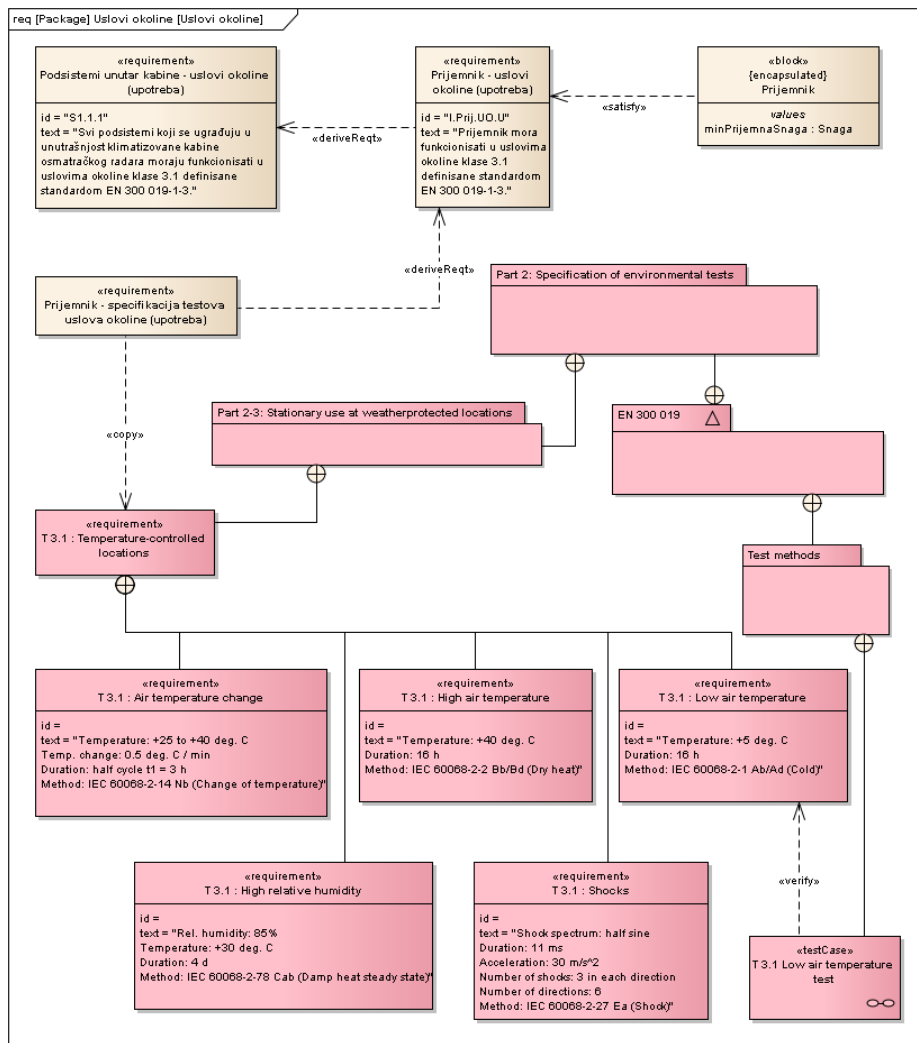 req [Package] Uslovi okoline [Uslovi okoline]
«requirement»
Podsistemi unutar kabine - uslovi okoline
(upotreba)
id = "S1.1.1"
text = "Svi podsistemi koji se ugrađuju u
unutrašnjost klimatizovane kabine
osmatračkog radara moraju funkcionisati u
uslovima okoline klase 3.1 definisane
standardom EN 300 019-1-3."
«deriveReqt»
«requirement»
Prijemnik - uslovi
okoline (upotreba)
id = "I.Prij.UO.U"
text = "Prijemnik mora
funkcionisati u uslovima
okoline klase 3.1
definisane standardom
EN 300 019-1-3."
«satisfy»
«block»
{encapsulated}
Prijemnik
values
minPrijemnaSnaga : Snaga
«deriveReqt»
«requirement»
Prijemnik - specifikacija testova
uslova okoline (upotreba)
Part 2: Specification of environmental tests
Part 2-3: Stationary use at weatherprotected locations
EN 300 019
«copy»
«requirement»
T 3.1 : Temperature-controlled
locations
Test methods
«requirement»
T 3.1 : Air temperature change
id =
text = "Temperature: +25 to +40 deg. C
Temp. change: 0.5 deg. C / min
Duration: half cycle t1 = 3 h
Method: IEC 60068-2-14 Nb (Change of temperature)"
«requirement»
T 3.1 : High air temperature
id =
text = "Temperature: +40 deg. C
Duration: 16 h
Method: IEC 60068-2-2 Bb/Bd (Dry heat)"
«requirement»
T 3.1 : Low air temperature
id =
text = "Temperature: +5 deg. C
Duration: 16 h
Method: IEC 60068-2-1 Ab/Ad (Cold)"
«requirement»
T 3.1 : High relative humidity
id =
text = "Rel. humidity: 85%
Temperature: +30 deg. C
Duration: 4 d
Method: IEC 60068-2-78 Cab (Damp heat steady state)"
«requirement»
T 3.1 : Shocks
id =
text = "Shock spectrum: half sine
Duration: 11 ms
Acceleration: 30 m/s^2
Number of shocks: 3 in each direction
Number of directions: 6
Method: IEC 60068-2-27 Ea (Shock)"
«verify»
«testCase»
T 3.1 Low air temperature
test